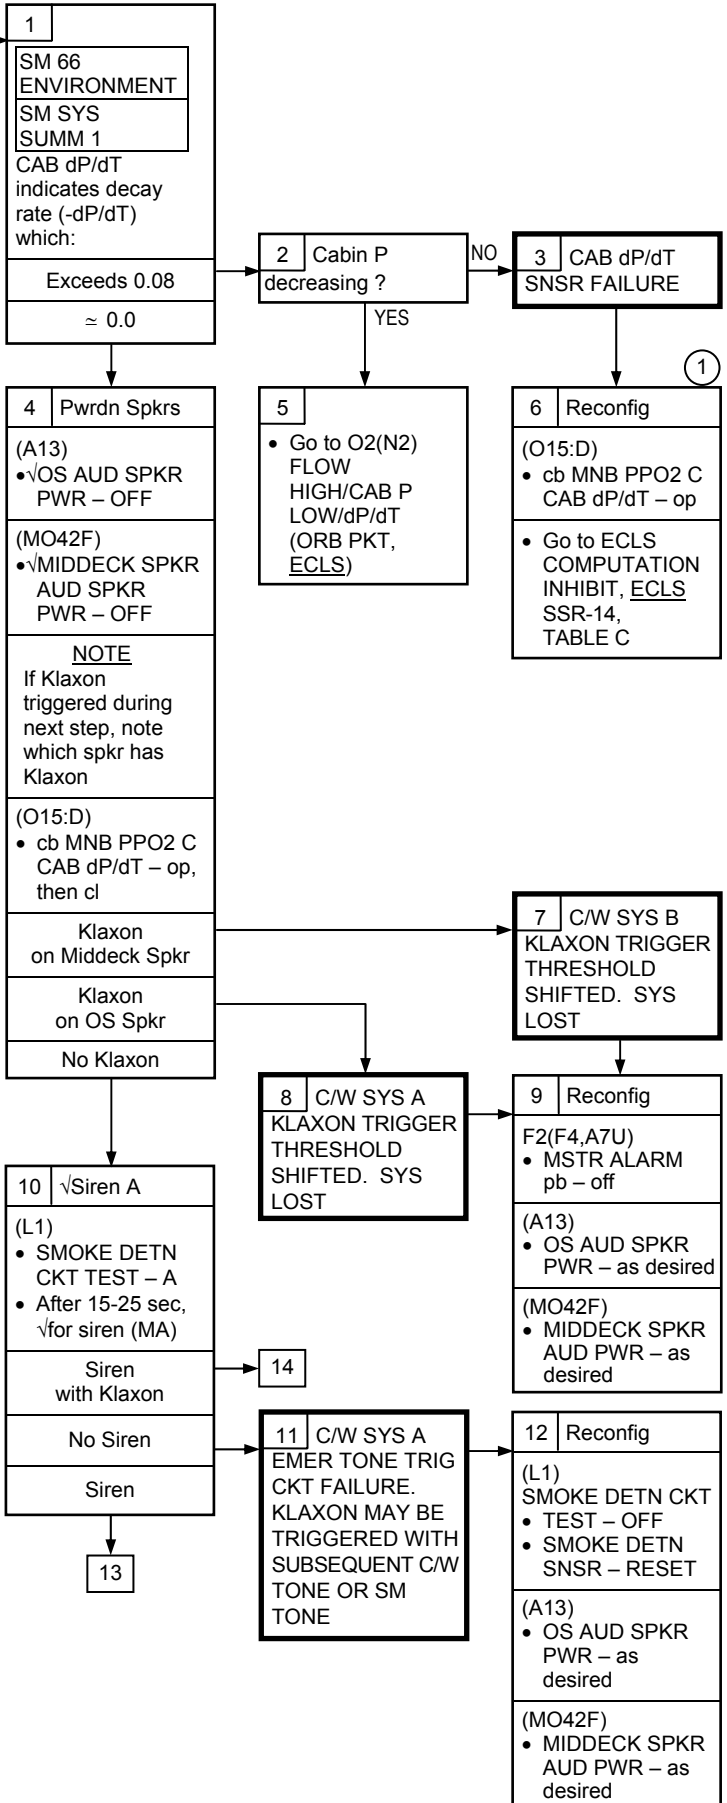 1
SM 66
ENVIRONMENT
SM SYS
SUMM 1
CAB dP/dT
indicates decay
rate (-dP/dT)
which:
Exceeds 0.08
≃ 0.0
2 Cabin P
decreasing ?
NO
YES
3 CAB dP/dT
SNSR FAILURE
4 Pwrdn Spkrs
(A13)
•√OS AUD SPKR
PWR – OFF
(MO42F)
•√MIDDECK SPKR
AUD SPKR
PWR – OFF
NOTE
If Klaxon
triggered during
next step, note
which spkr has
Klaxon
(O15:D)
• cb MNB PPO2 C
CAB dP/dT – op,
then cl
Klaxon
on Middeck Spkr
Klaxon
on OS Spkr
No Klaxon
5
• Go to O2(N2)
FLOW
HIGH/CAB P
LOW/dP/dT
(ORB PKT,
ECLS)
1
6 Reconfig
(O15:D)
• cb MNB PPO2 C
CAB dP/dT – op
• Go to ECLS
COMPUTATION
INHIBIT, ECLS
SSR-14,
TABLE C
7 C/W SYS B
KLAXON TRIGGER
THRESHOLD
SHIFTED. SYS
LOST
8 C/W SYS A
KLAXON TRIGGER
THRESHOLD
SHIFTED. SYS
LOST
9 Reconfig
F2(F4,A7U)
• MSTR ALARM
pb – off
(A13)
• OS AUD SPKR
PWR – as desired
(MO42F)
• MIDDECK SPKR
AUD PWR – as
desired
10 √Siren A
(L1)
• SMOKE DETN
CKT TEST – A
• After 15-25 sec,
√for siren (MA)
Siren
with Klaxon
No Siren
Siren
14
13
11 C/W SYS A
EMER TONE TRIG
CKT FAILURE.
KLAXON MAY BE
TRIGGERED WITH
SUBSEQUENT C/W
TONE OR SM
TONE
12 Reconfig
(L1)
SMOKE DETN CKT
• TEST – OFF
• SMOKE DETN
SNSR – RESET
(A13)
• OS AUD SPKR
PWR – as
desired
(MO42F)
• MIDDECK SPKR
AUD PWR – as
desired